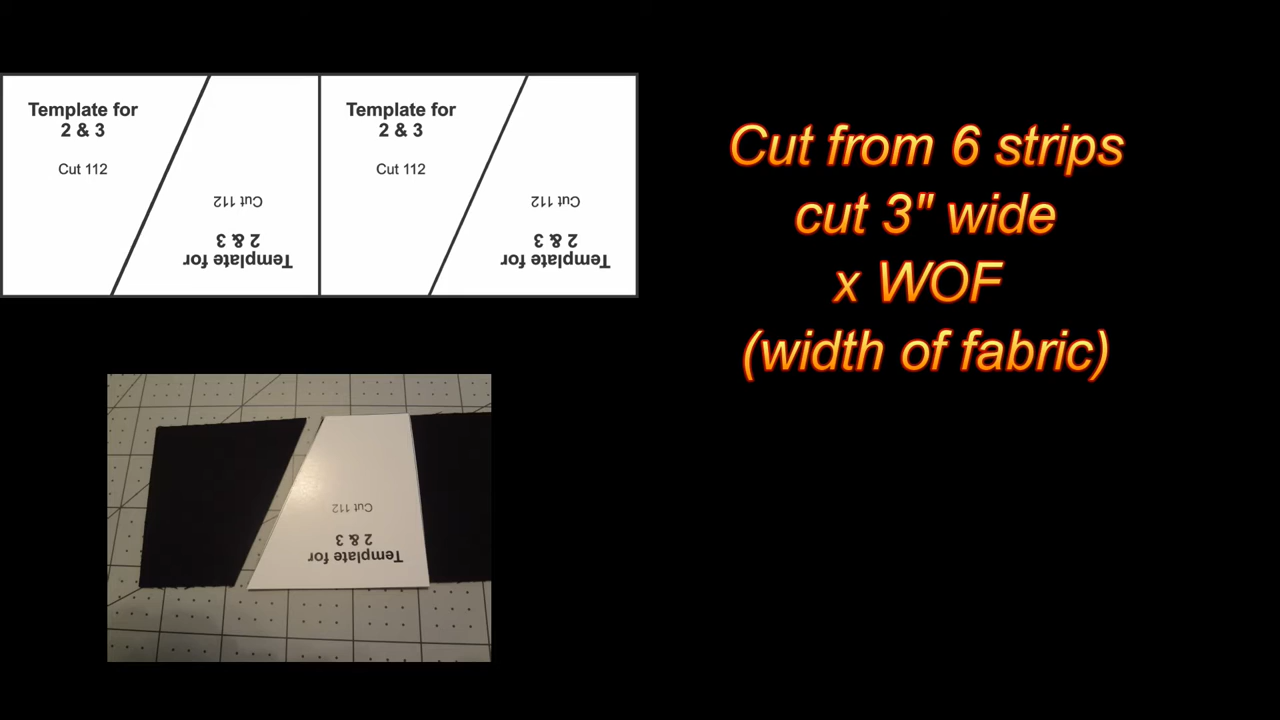 Template for
2 & 3
Cut 112
Template for
2 & 3
Cut 112
Template for
2 & 3
Cut 112
Template for
2 & 3
Cut 112
Cut from 6 strips
cut 3" wide
x WOF
(width of fabric)
Template for
2 & 3
Cut 112